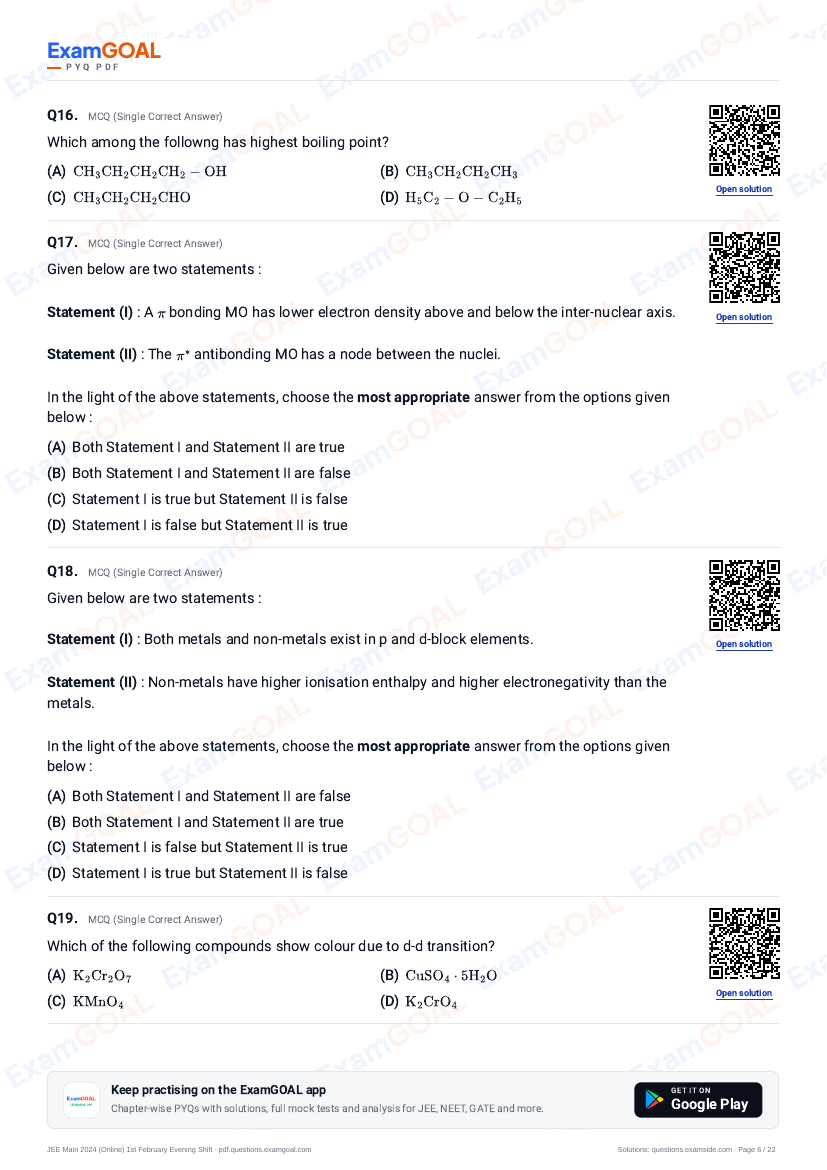 ExamGOAL
PYQ PDF
Q16. MCQ (Single Correct Answer)
Which among the followng has highest boiling point?
(A) CH₃CH₂CH₂CH₂ − OH (B) CH₃CH₂CH₂CH₃
(C) CH₃CH₂CH₂CHO (D) H₅C₂ − O − C₂H₅
Open solution
Q17. MCQ (Single Correct Answer)
Given below are two statements :
Statement (I) : A π bonding MO has lower electron density above and below the inter-nuclear axis.
Open solution
Statement (II) : The π* antibonding MO has a node between the nuclei.
In the light of the above statements, choose the most appropriate answer from the options given
below :
(A) Both Statement I and Statement II are true
(B) Both Statement I and Statement II are false
(C) Statement I is true but Statement II is false
(D) Statement I is false but Statement II is true
Q18. MCQ (Single Correct Answer)
Given below are two statements :
Statement (I) : Both metals and non-metals exist in p and d-block elements.
Open solution
Statement (II) : Non-metals have higher ionisation enthalpy and higher electronegativity than the
metals.
In the light of the above statements, choose the most appropriate answer from the options given
below :
(A) Both Statement I and Statement II are false
(B) Both Statement I and Statement II are true
(C) Statement I is false but Statement II is true
(D) Statement I is true but Statement II is false
Q19. MCQ (Single Correct Answer)
Which of the following compounds show colour due to d-d transition?
(A) K₂Cr₂O₇ (B) CuSO₄ · 5H₂O
(C) KMnO₄ (D) K₂CrO₄
Open solution
ExamGOAL
Keep practising on the ExamGOAL app
Chapter-wise PYQs with solutions, full mock tests and analysis for JEE, NEET, GATE and more.
GET IT ON
Google Play
JEE Main 2024 (Online) 1st February Evening Shift · pdf.questions.examgoal.com Solutions: questions.examside.com · Page 6 / 22